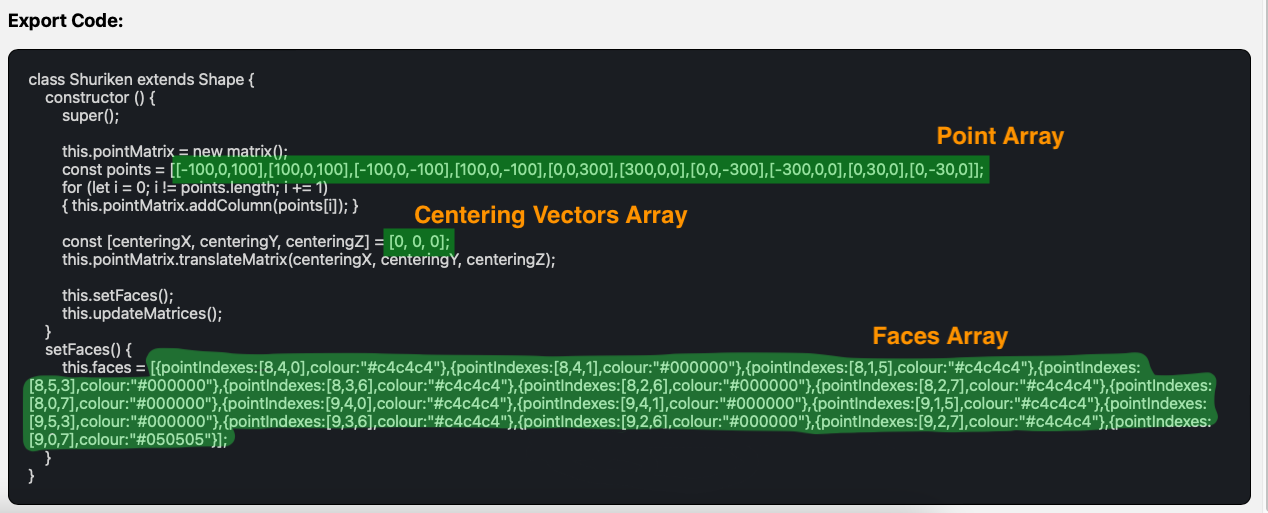 Export Code:
class Shuriken extends Shape {
constructor () {
super();
Point Array
this.pointMatrix = new matrix();
const points = [[-100,0,100],[100,0,100],[-100,0,-100],[100,0,-100],[0,0,300],[300,0,0],[0,0,-300],[-300,0,0],[0,30,0],[0,-30,0]];
for (let i = 0; i != points.length; i += 1)
{ this.pointMatrix.addColumn(points[i]); }
Centering Vectors Array
const [centeringX, centeringY, centeringZ] = [0, 0, 0];
this.pointMatrix.translateMatrix(centeringX, centeringY, centeringZ);
this.setFaces();
this.updateMatrices();
}
Faces Array
setFaces() {
this.faces = [{pointIndexes:[8,4,0],colour:"#c4c4c4"},{pointIndexes:[8,4,1],colour:"#000000"},{pointIndexes:[8,1,5],colour:"#c4c4c4"},{pointIndexes:
[8,5,3],colour:"#000000"},{pointIndexes:[8,3,6],colour:"#c4c4c4"},{pointIndexes:[8,2,6],colour:"#000000"},{pointIndexes:[8,2,7],colour:"#c4c4c4"},{pointIndexes:
[8,0,7],colour:"#000000"},{pointIndexes:[9,4,0],colour:"#c4c4c4"},{pointIndexes:[9,4,1],colour:"#000000"},{pointIndexes:[9,1,5],colour:"#c4c4c4"},{pointIndexes:
[9,5,3],colour:"#000000"},{pointIndexes:[9,3,6],colour:"#c4c4c4"},{pointIndexes:[9,2,6],colour:"#000000"},{pointIndexes:[9,2,7],colour:"#c4c4c4"},{pointIndexes:
[9,0,7],colour:"#050505"}];
}
}